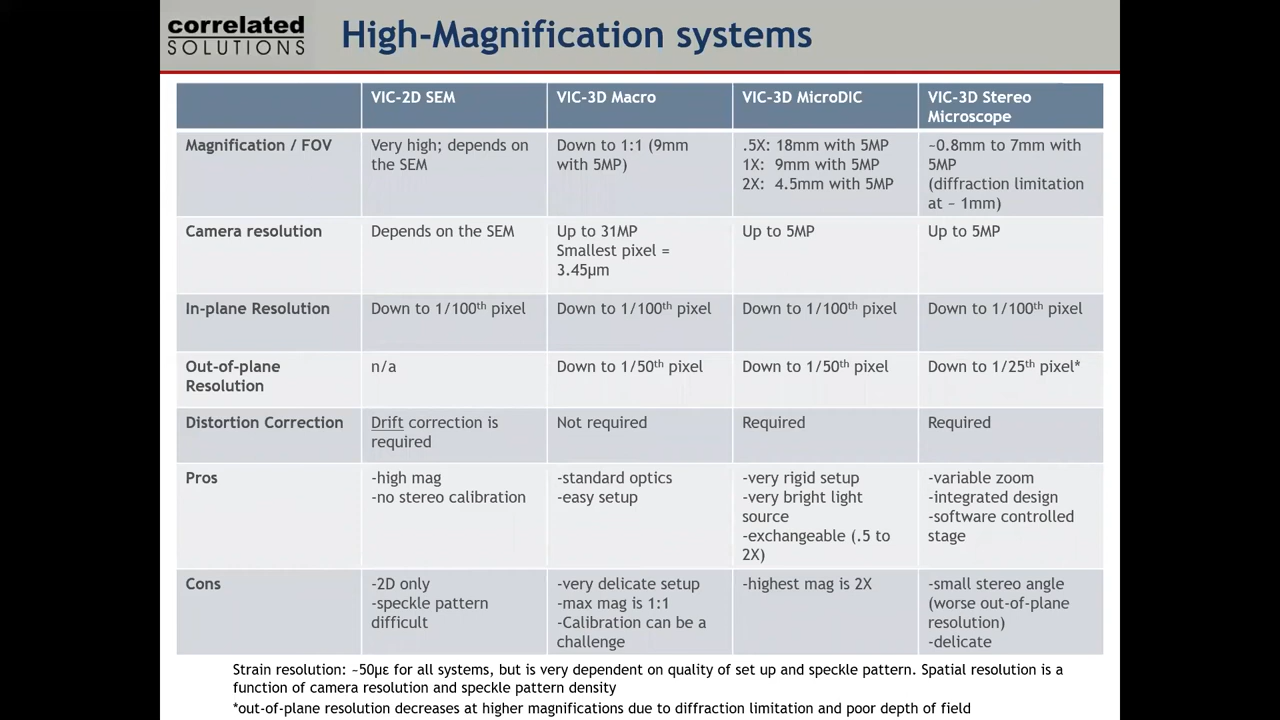 correlated
SOLUTIONS
High-Magnification systems
VIC-2D SEM
VIC-3D Macro
VIC-3D MicroDIC
VIC-3D Stereo
Microscope
Magnification / FOV
Very high; depends on
the SEM
Down to 1:1 (9mm
with 5MP)
.5X: 18mm with 5MP
1X: 9mm with 5MP
2X: 4.5mm with 5MP
~0.8mm to 7mm with
5MP
(diffraction limitation
at ~ 1mm)
Camera resolution
Depends on the SEM
Up to 31MP
Smallest pixel =
3.45µm
Up to 5MP
Up to 5MP
In-plane Resolution
Down to 1/100th pixel
Down to 1/100th pixel
Down to 1/100th pixel
Down to 1/100th pixel
Out-of-plane
Resolution
n/a
Down to 1/50th pixel
Down to 1/50th pixel
Down to 1/25th pixel*
Distortion Correction
Drift correction is
required
Not required
Required
Required
Pros
-high mag
-no stereo calibration
-standard optics
-easy setup
-very rigid setup
-very bright light
source
-exchangeable (.5 to
2X)
-variable zoom
-integrated design
-software controlled
stage
Cons
-2D only
-speckle pattern
difficult
-very delicate setup
-max mag is 1:1
-Calibration can be a
challenge
-highest mag is 2X
-small stereo angle
(worse out-of-plane
resolution)
-delicate
Strain resolution: ~50µε for all systems, but is very dependent on quality of set up and speckle pattern. Spatial resolution is a
function of camera resolution and speckle pattern density
*out-of-plane resolution decreases at higher magnifications due to diffraction limitation and poor depth of field